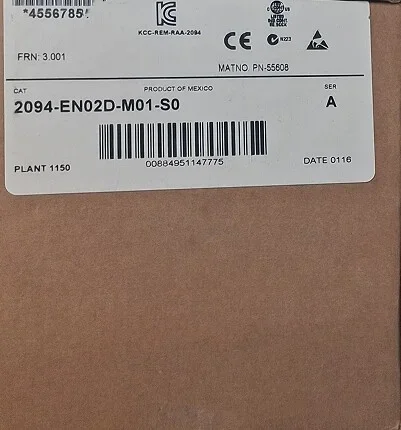 *4556785*
KCC-REM-RAA-2094
CE
N223
FRN: 3.001
MATNO. PN-55608
CAT
PRODUCT OF MEXICO
SER
2094-EN02D-M01-S0
A
00884951147775
PLANT 1150
DATE 0116